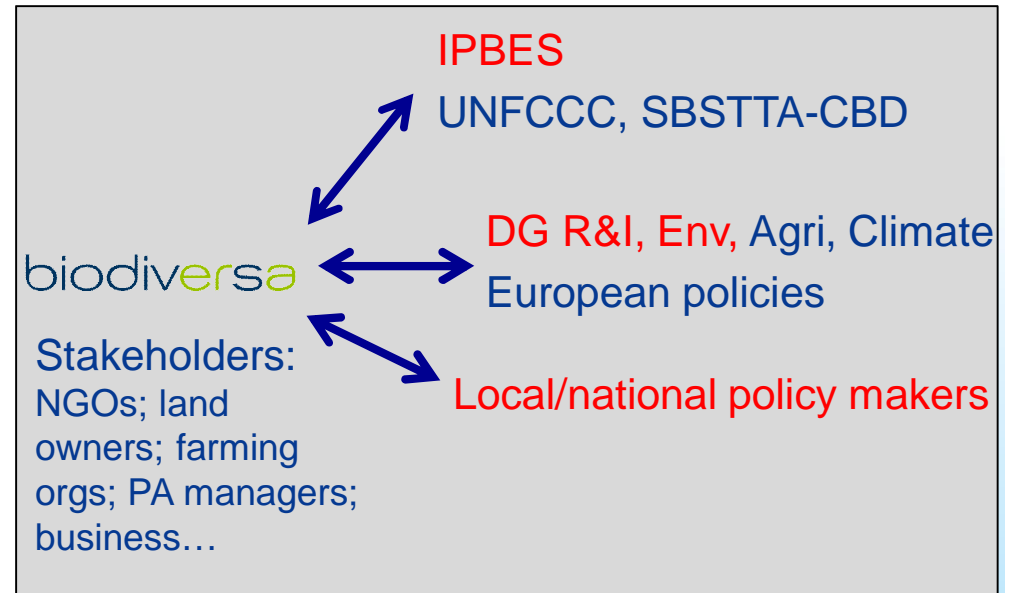 IPBES
UNFCCC, SBSTTA-CBD
DG R&I, Env, Agri, Climate
European policies
biodiversa
Stakeholders:
NGOs; land
owners; farming
orgs; PA managers;
business…
Local/national policy makers